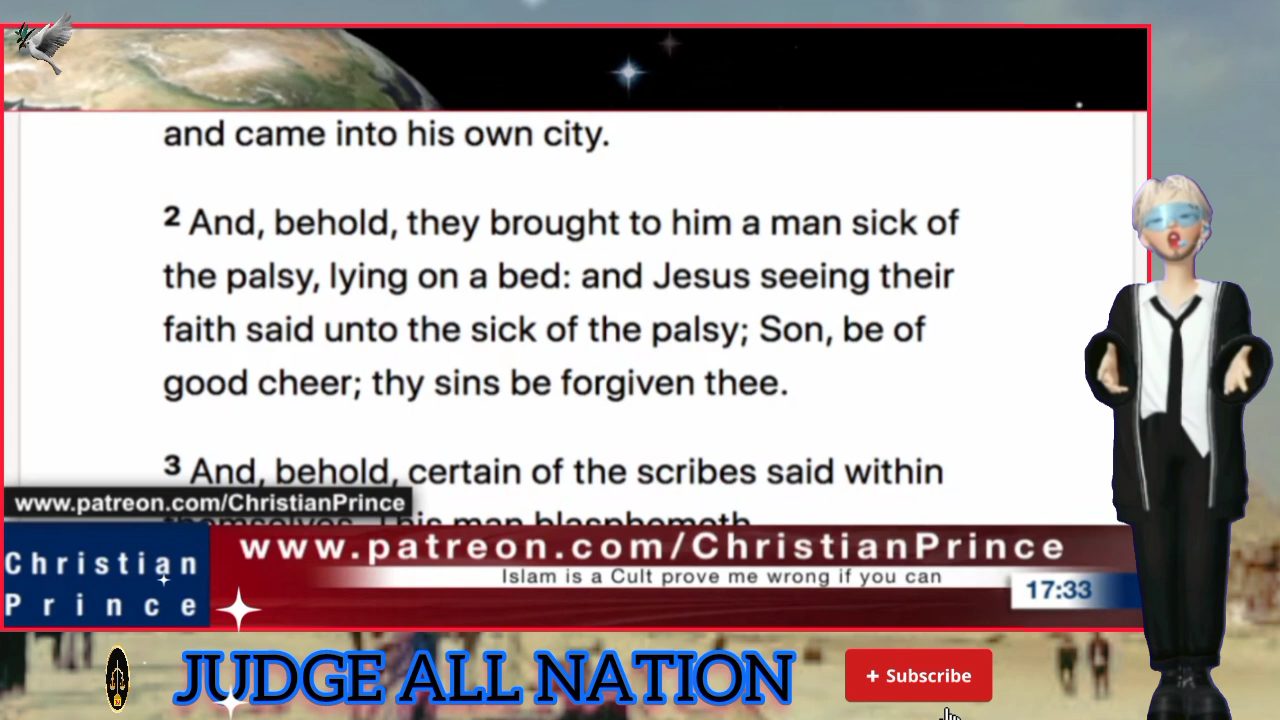 and came into his own city.
2 And, behold, they brought to him a man sick of
the palsy, lying on a bed: and Jesus seeing their
faith said unto the sick of the palsy; Son, be of
good cheer; thy sins be forgiven thee.
3 And, behold, certain of the scribes said within
themselves, This man blasphemeth.
www.patreon.com/ChristianPrince
Christian
Prince
www.patreon.com/ChristianPrince
Islam is a Cult prove me wrong if you can
17:33
JUDGE ALL NATION
+ Subscribe